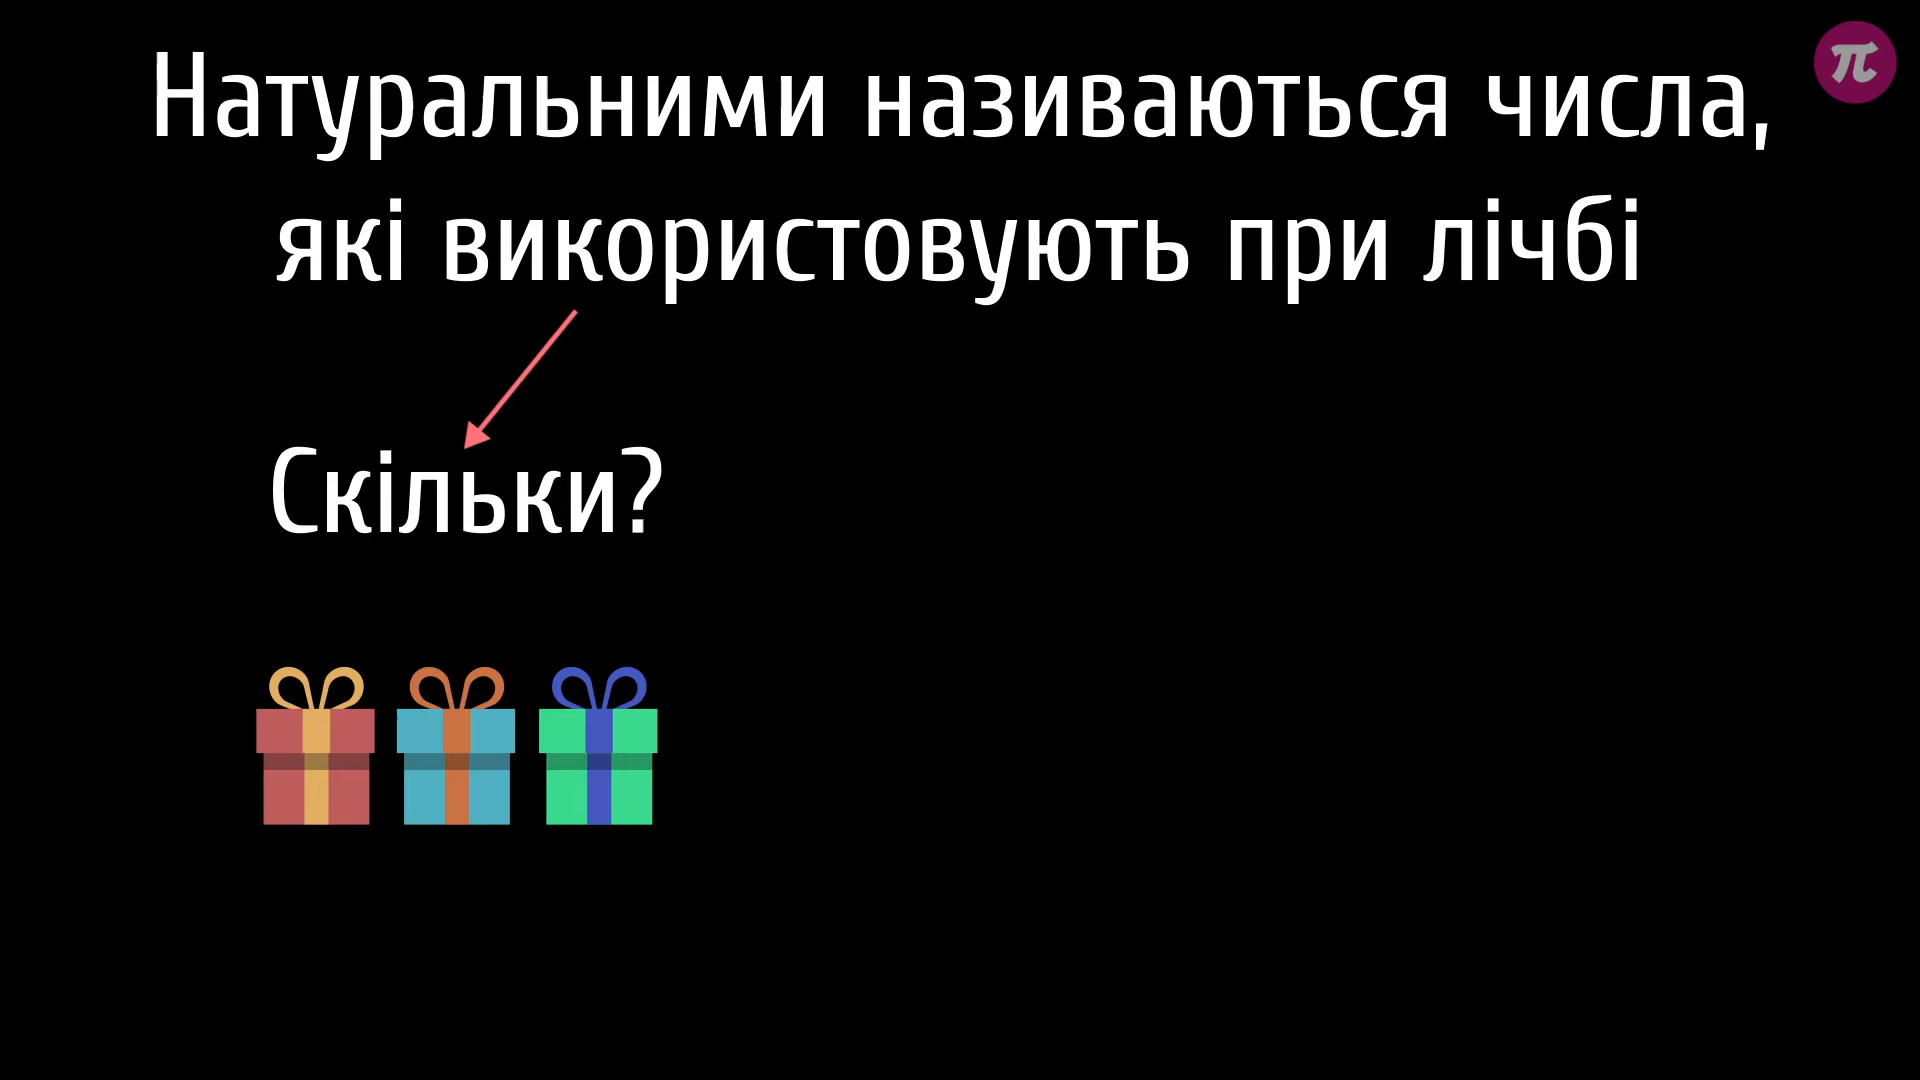 π
Натуральними називаються числа,
які використовують при лічбі
Скільки?